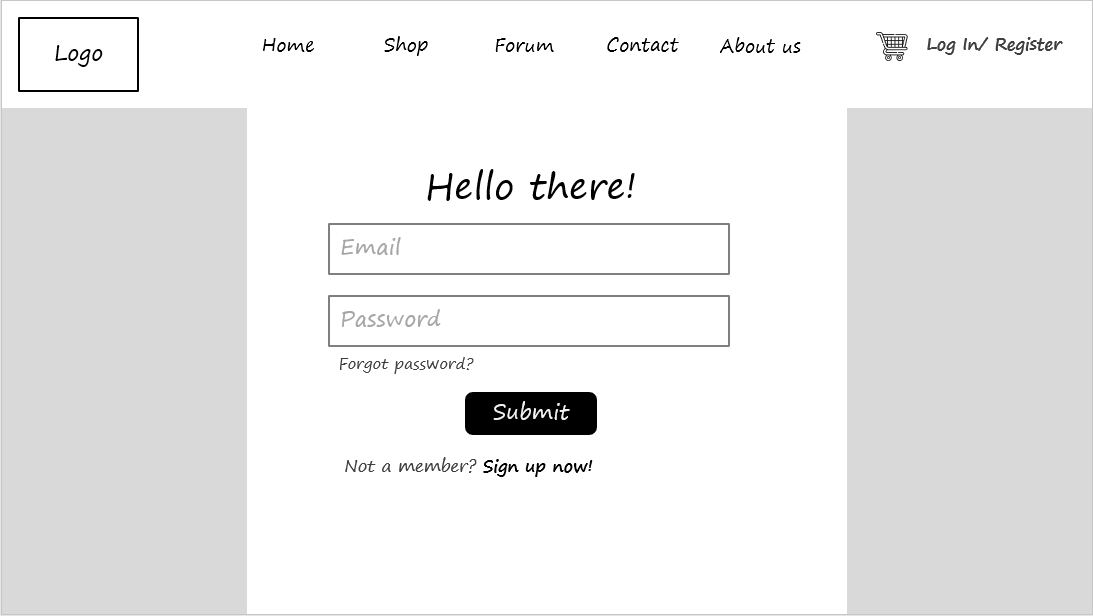 Logo
Home Shop Forum Contact About us Log In/ Register
Hello there!
Email
Password
Forgot password?
Submit
Not a member? Sign up now!